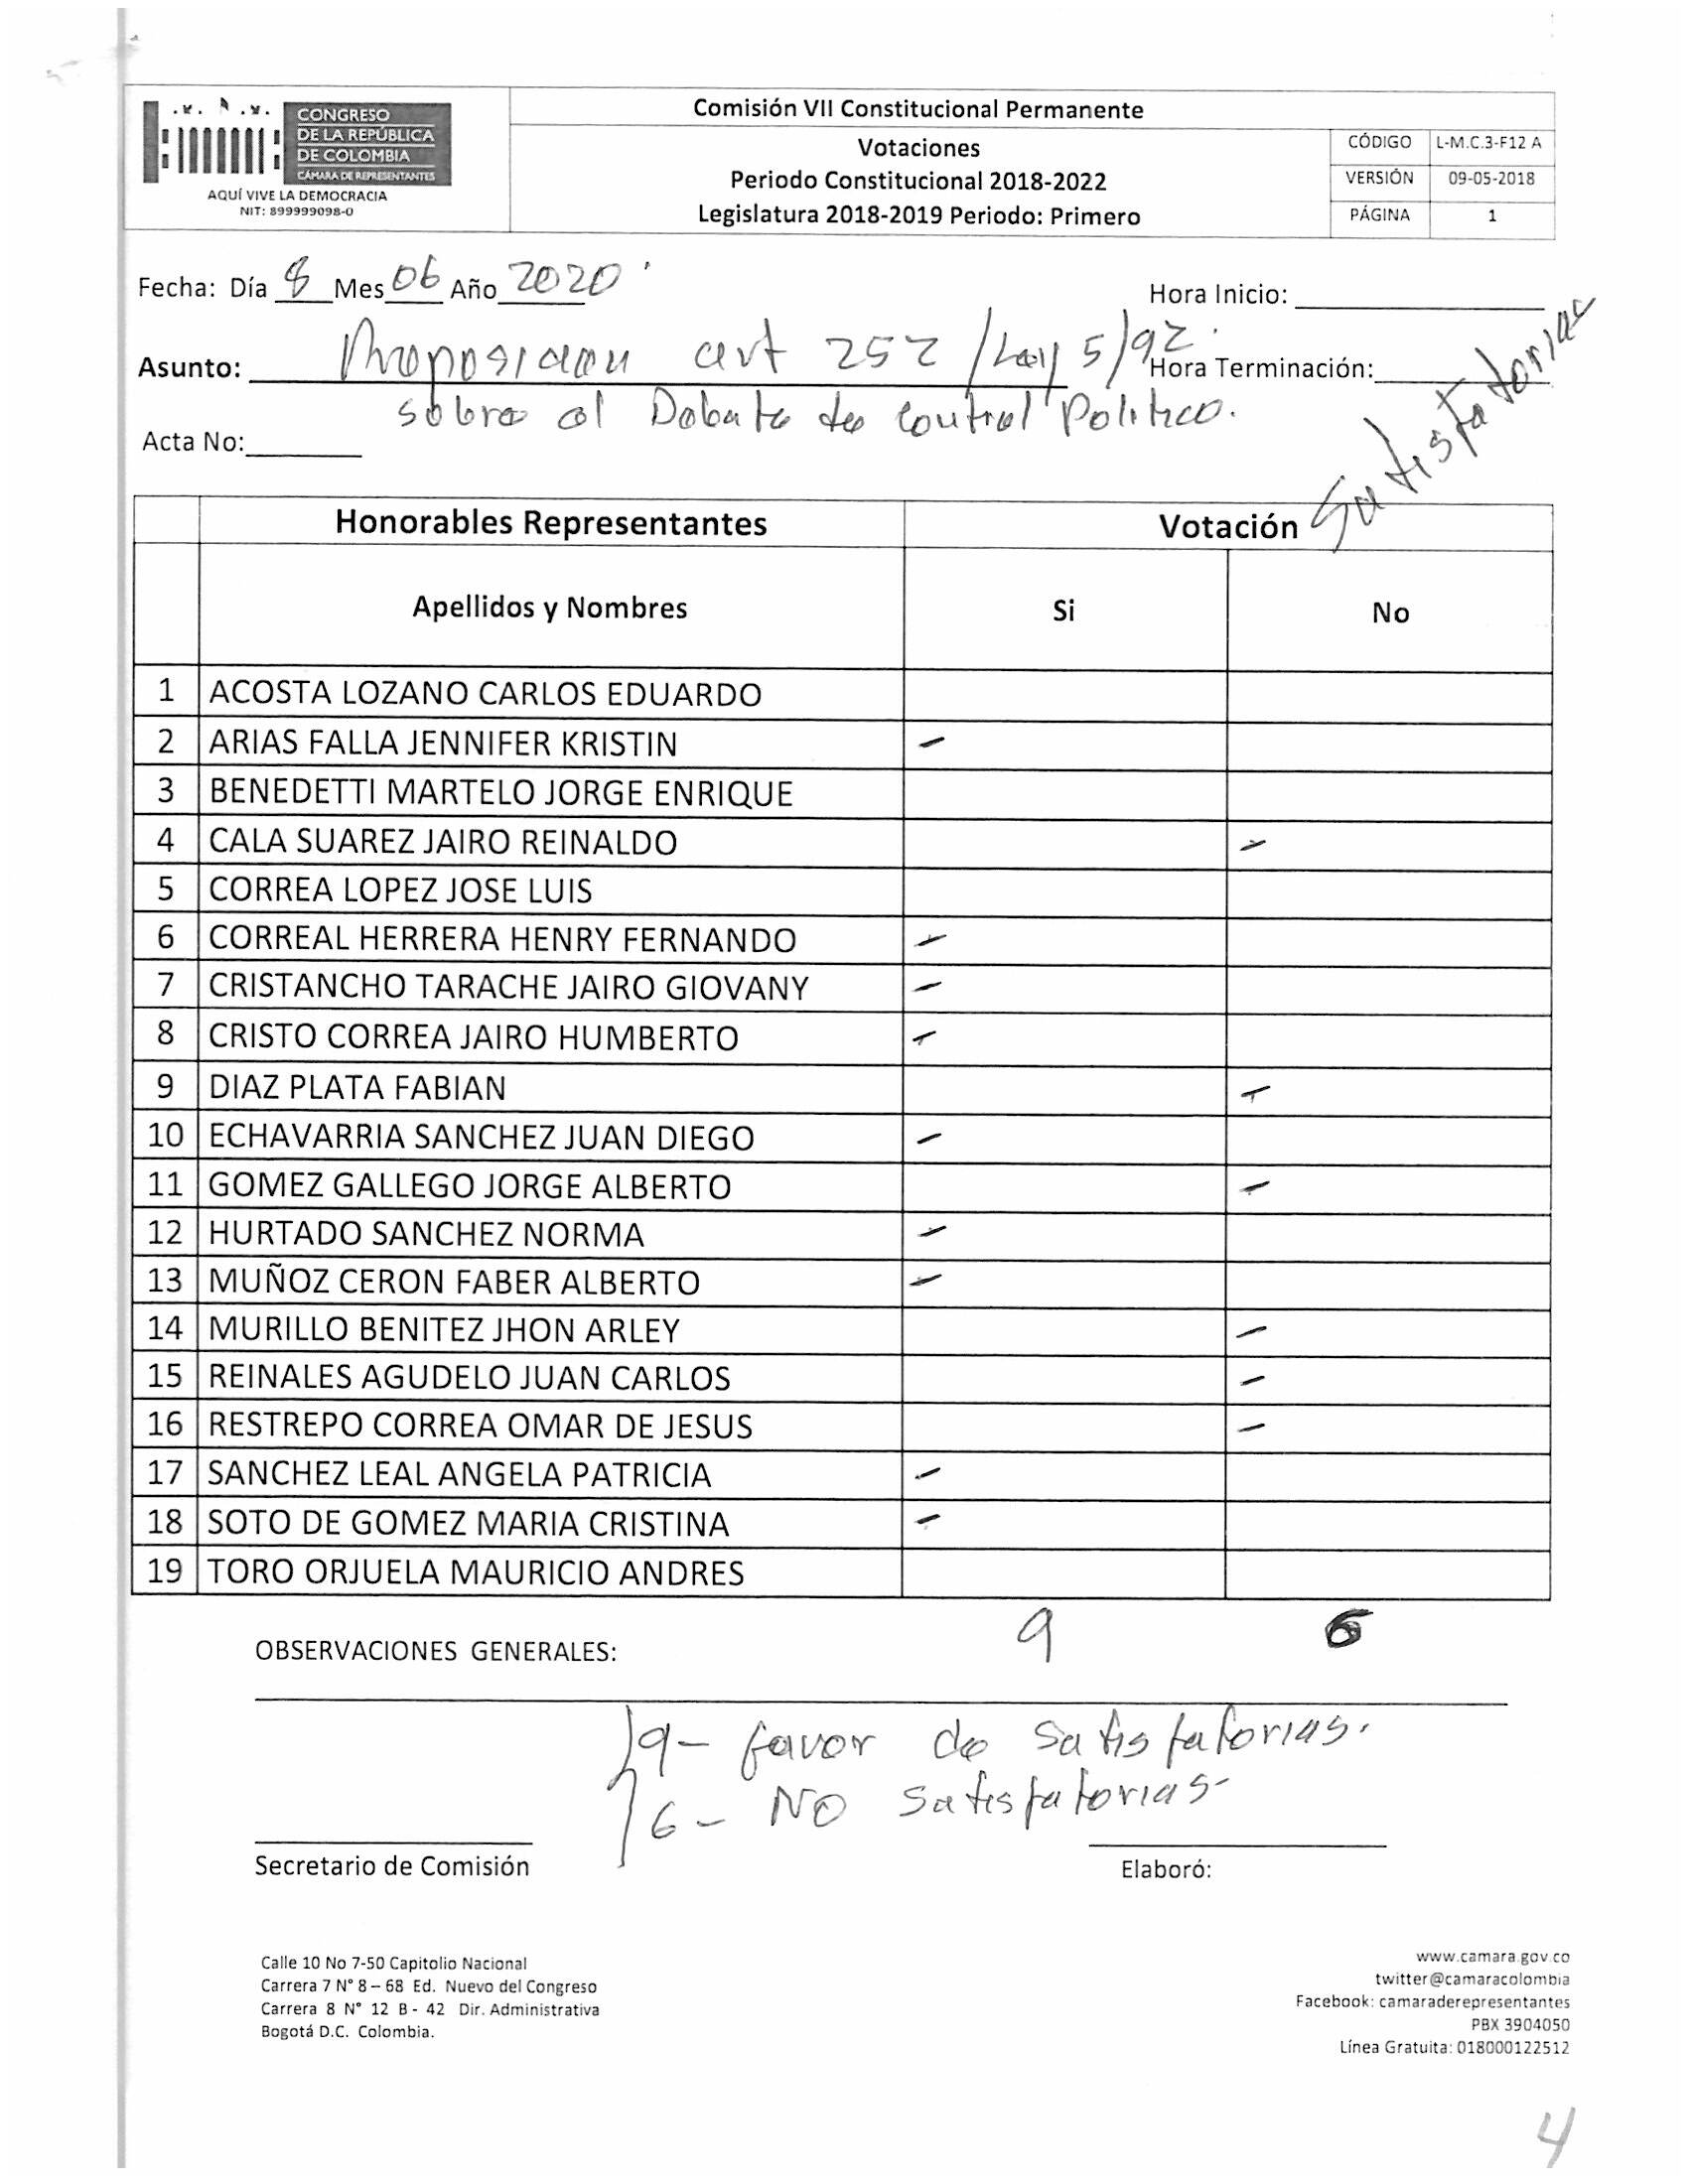 CONGRESO
DE LA REPÚBLICA
DE COLOMBIA
CÁMARA DE REPRESENTANTES
AQUÍ VIVE LA DEMOCRACIA
NIT: 899999098-0
Comisión VII Constitucional Permanente
Votaciones
Periodo Constitucional 2018-2022
Legislatura 2018-2019 Periodo: Primero
CÓDIGO L-M.C.3-F12 A
VERSIÓN 09-05-2018
PÁGINA 1
Fecha: Día 8 Mes 06 Año 2020
Hora Inicio:
Asunto: Proposicion art 252 / Ley 5/92.
Hora Terminación:
sobre el Debate de Control Politico.
Acta No:
Satisfatorias
Honorables Representantes Votación
Apellidos y Nombres Si No
1 ACOSTA LOZANO CARLOS EDUARDO
2 ARIAS FALLA JENNIFER KRISTIN
3 BENEDETTI MARTELO JORGE ENRIQUE
4 CALA SUAREZ JAIRO REINALDO
5 CORREA LOPEZ JOSE LUIS
6 CORREAL HERRERA HENRY FERNANDO
7 CRISTANCHO TARACHE JAIRO GIOVANY
8 CRISTO CORREA JAIRO HUMBERTO
9 DIAZ PLATA FABIAN
10 ECHAVARRIA SANCHEZ JUAN DIEGO
11 GOMEZ GALLEGO JORGE ALBERTO
12 HURTADO SANCHEZ NORMA
13 MUÑOZ CERON FABER ALBERTO
14 MURILLO BENITEZ JHON ARLEY
15 REINALES AGUDELO JUAN CARLOS
16 RESTREPO CORREA OMAR DE JESUS
17 SANCHEZ LEAL ANGELA PATRICIA
18 SOTO DE GOMEZ MARIA CRISTINA
19 TORO ORJUELA MAURICIO ANDRES
9 6
OBSERVACIONES GENERALES:
9- favor de Satisfatorias.
6- NO Satisfatorias-
Secretario de Comisión
Elaboró:
Calle 10 No 7-50 Capitolio Nacional
Carrera 7 N° 8 – 68 Ed. Nuevo del Congreso
Carrera 8 N° 12 B - 42 Dir. Administrativa
Bogotá D.C. Colombia.
www.camara.gov.co
twitter@camaracolombia
Facebook: camaraderepresentantes
PBX 3904050
Línea Gratuita: 018000122512
4